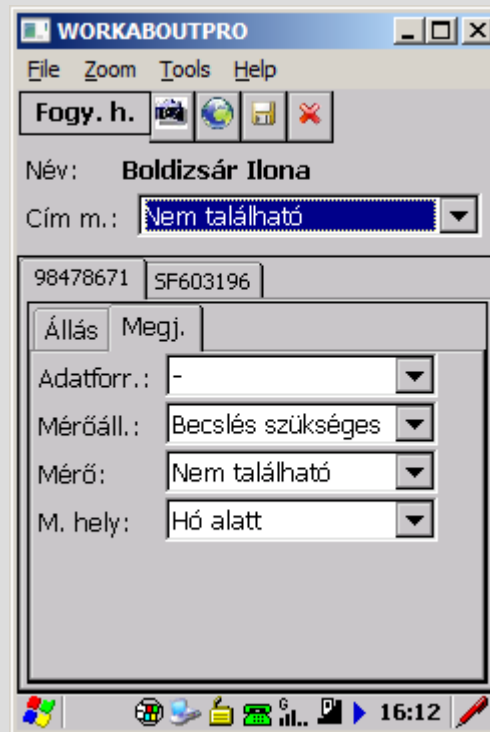 WORKABOUTPRO
File Zoom Tools Help
Fogy. h.
Név: Boldizsár Ilona
Cím m.: Nem található
98478671 SF603196
Állás Megj.
Adatforr.: -
Mérőáll.: Becslés szükséges
Mérő: Nem található
M. hely: Hó alatt
16:12